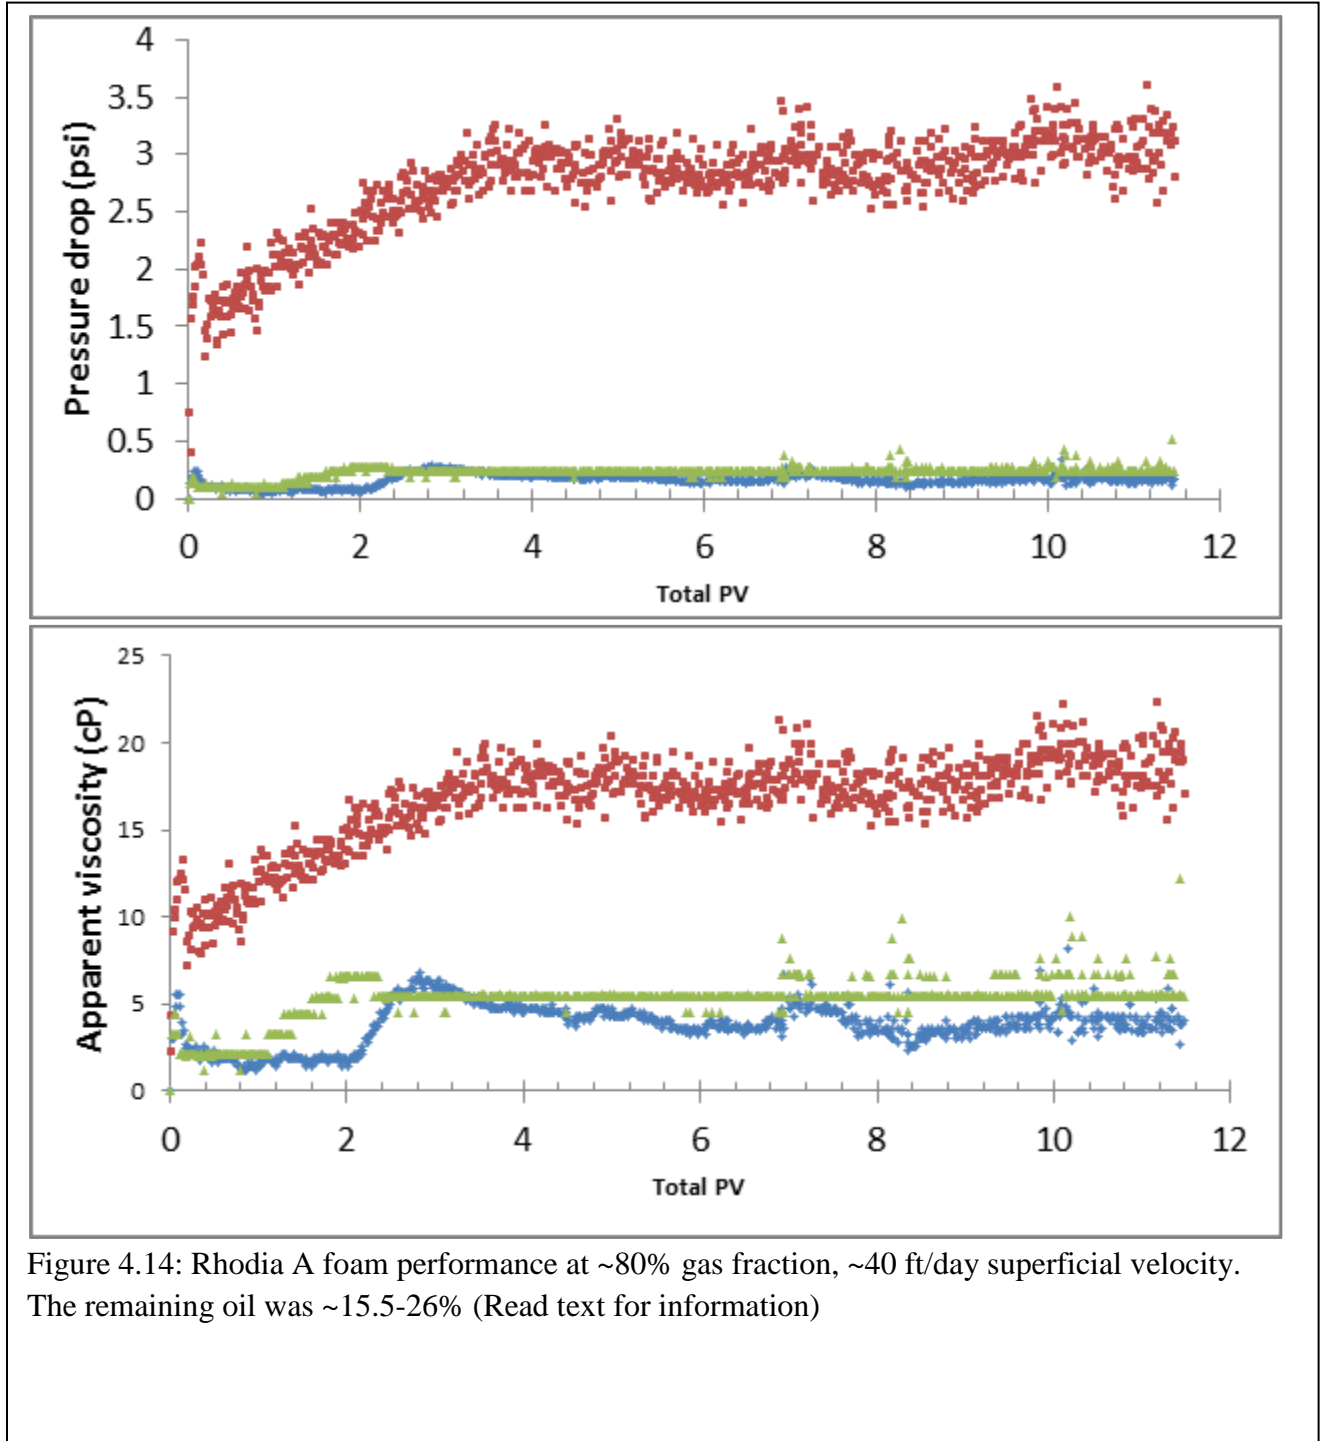 4
3.5
3
2.5
2
1.5
1
0.5
0
Pressure drop (psi)
0 2 4 6 8 10 12
Total PV
25
20
15
10
5
0
Apparent viscosity (cP)
0 2 4 6 8 10 12
Total PV
Figure 4.14: Rhodia A foam performance at ~80% gas fraction, ~40 ft/day superficial velocity.
The remaining oil was ~15.5-26% (Read text for information)